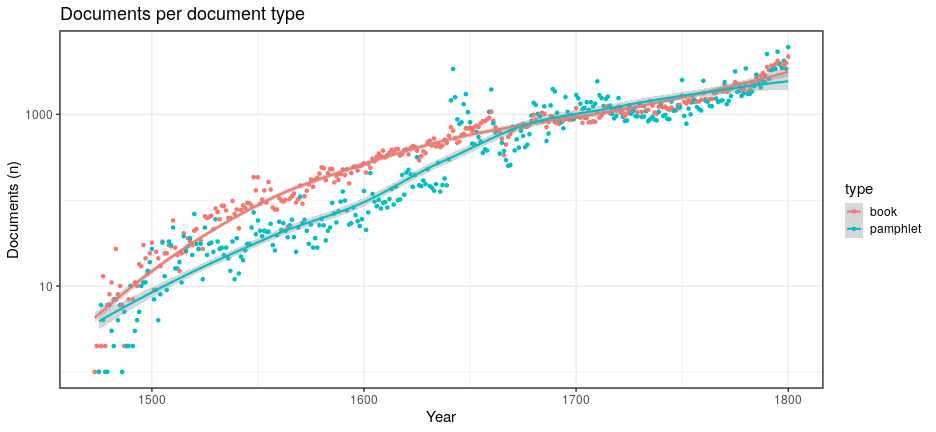 Documents per document type
Documents (n)
1000
10
1500
1600
1700
1800
Year
type
book
pamphlet